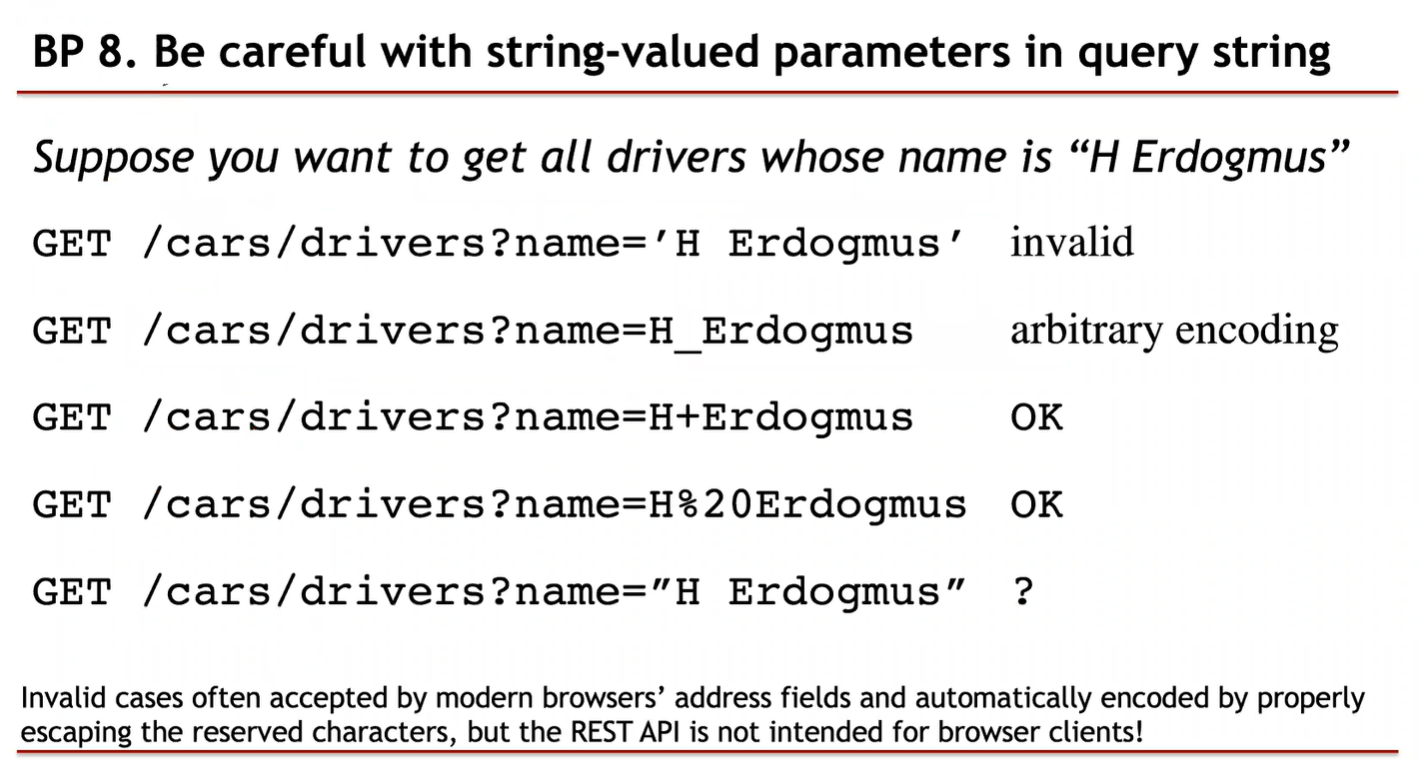 BP 8. Be careful with string-valued parameters in query string
Suppose you want to get all drivers whose name is “H Erdogmus”
GET /cars/drivers?name=′H Erdogmus′ invalid
GET /cars/drivers?name=H_Erdogmus arbitrary encoding
GET /cars/drivers?name=H+Erdogmus OK
GET /cars/drivers?name=H%20Erdogmus OK
GET /cars/drivers?name=″H Erdogmus″ ?
Invalid cases often accepted by modern browsers’ address fields and automatically encoded by properly
escaping the reserved characters, but the REST API is not intended for browser clients!